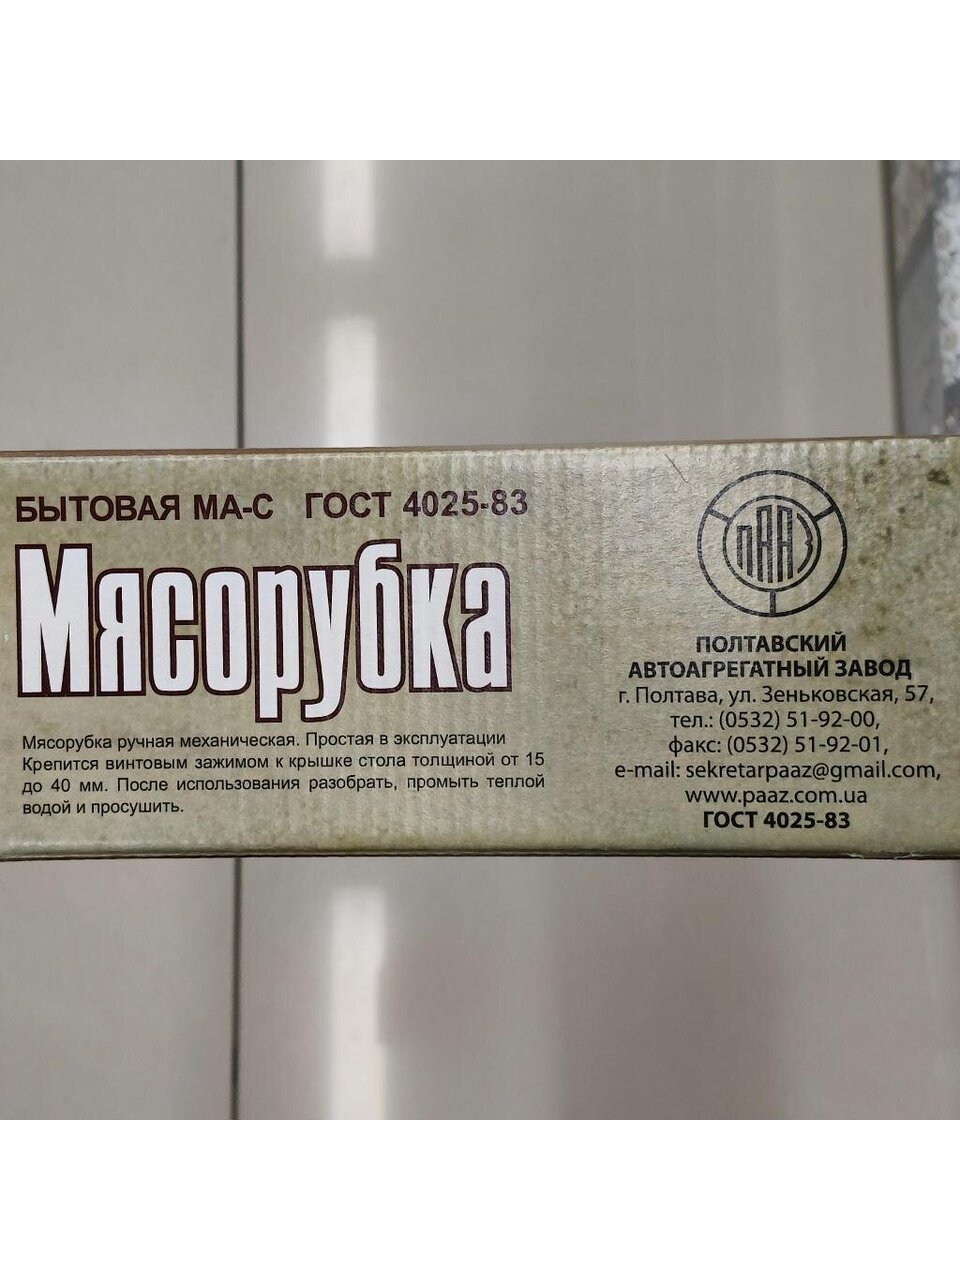 БЫТОВАЯ МА-С ГОСТ 4025-83
Мясорубка
Мясорубка ручная механическая. Простая в эксплуатации
Крепится винтовым зажимом к крышке стола толщиной от 15
до 40 мм. После использования разобрать, промыть теплой
водой и просушить.
ПААЗ
ПОЛТАВСКИЙ
АВТОАГРЕГАТНЫЙ ЗАВОД
г. Полтава, ул. Зеньковская, 57,
тел.: (0532) 51-92-00,
факс: (0532) 51-92-01,
e-mail: sekretarpaaz@gmail.com,
www.paaz.com.ua
ГОСТ 4025-83